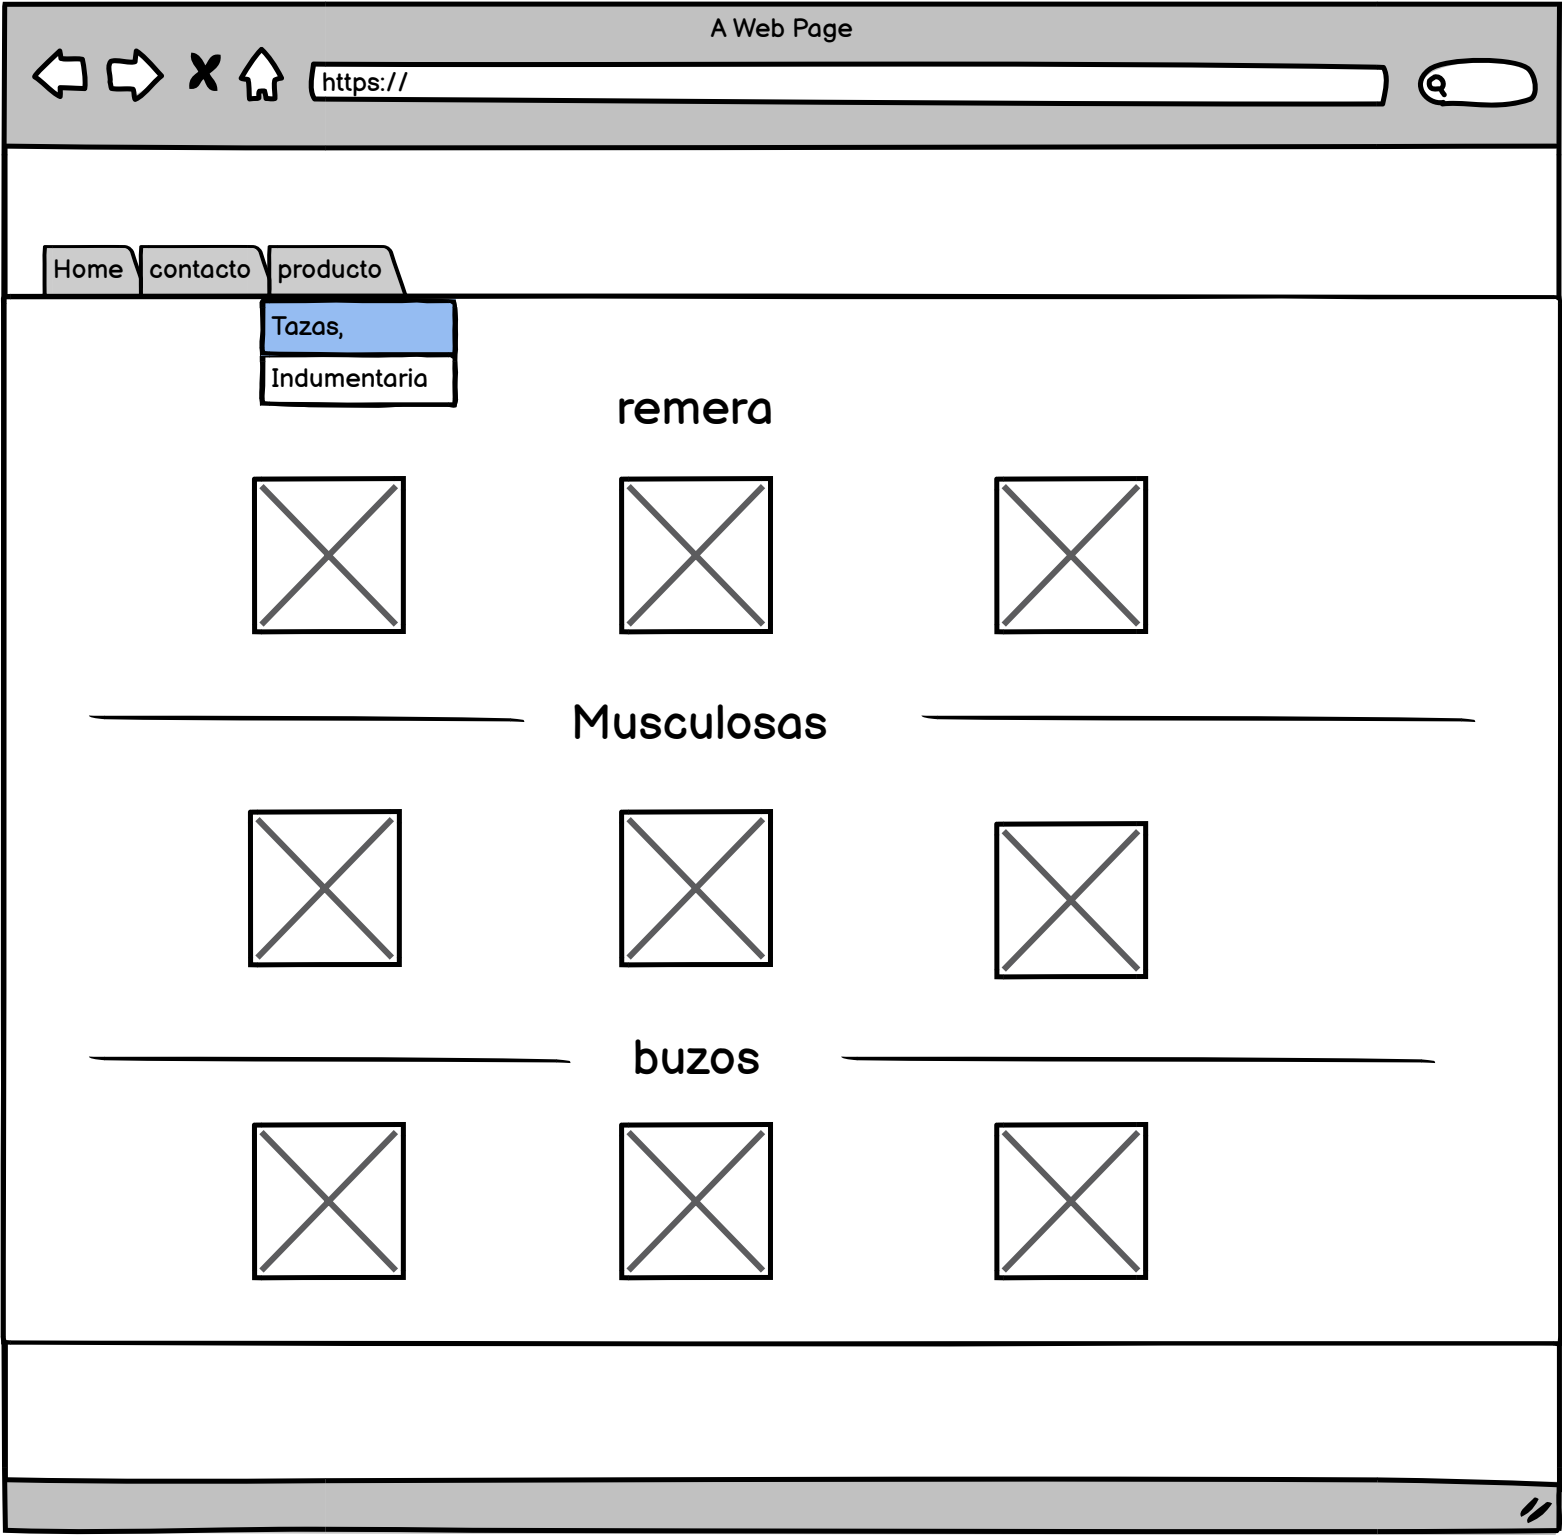 A Web Page
https://
Home
contacto
producto
Tazas,
Indumentaria
remera
Musculosas
buzos